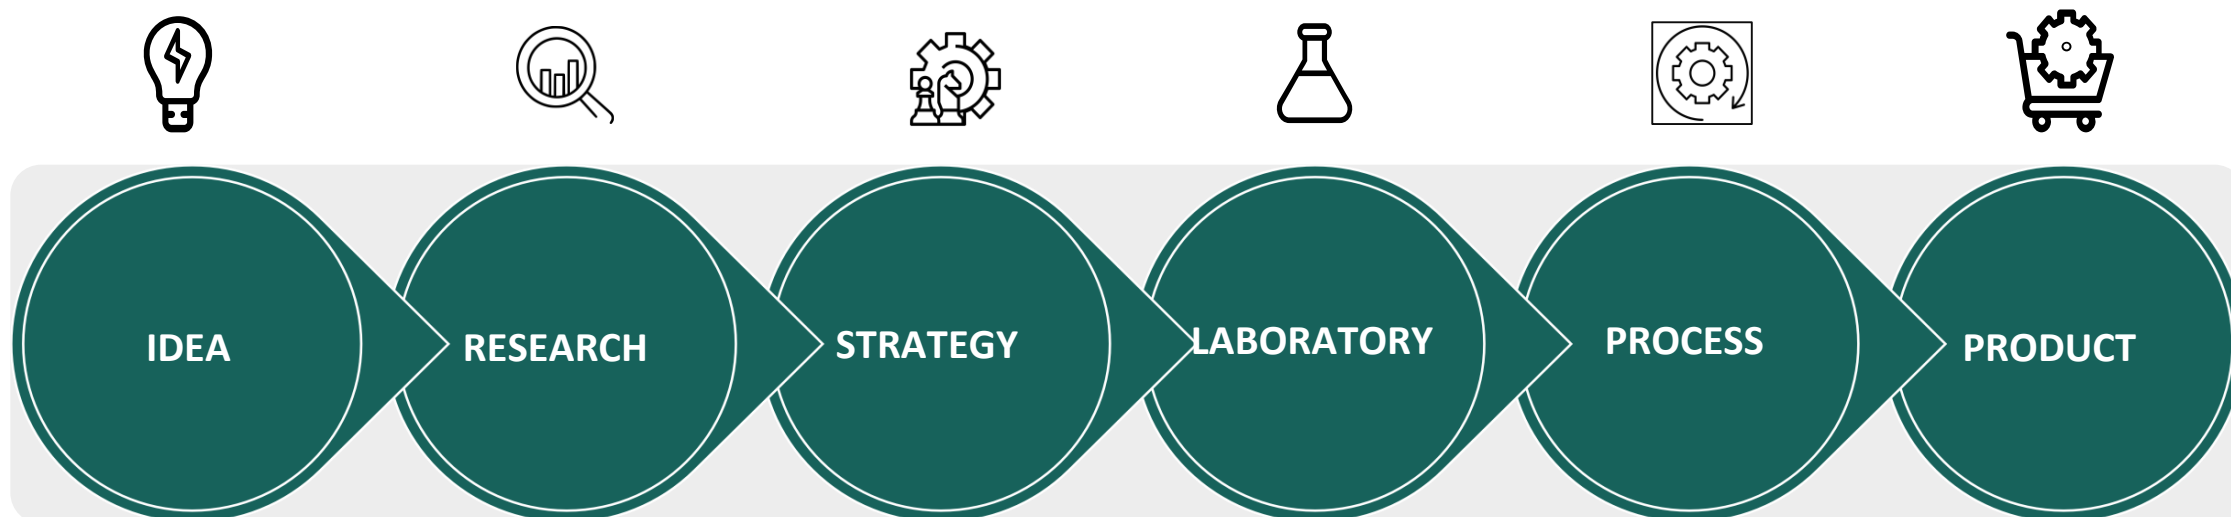 IDEA
RESEARCH
STRATEGY
LABORATORY
PROCESS
PRODUCT